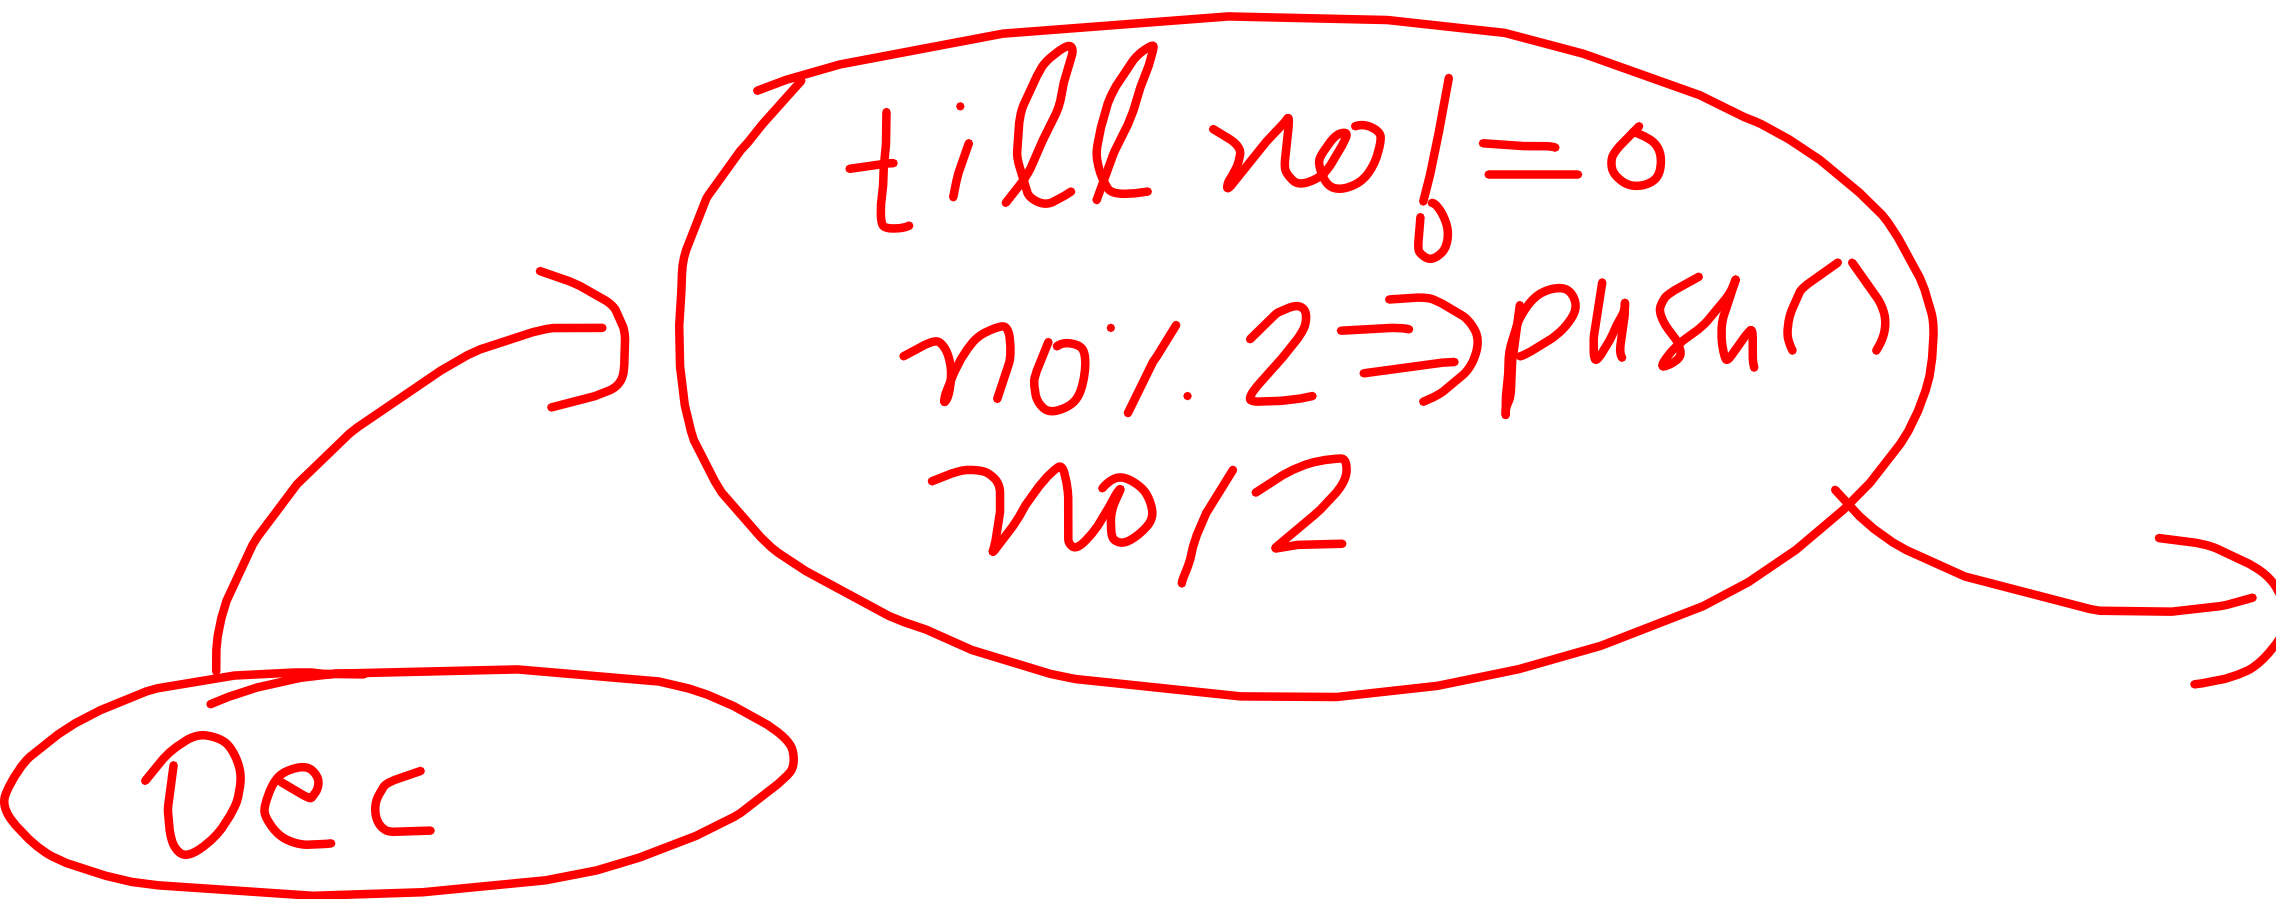 till no != 0
no % 2 ⇒ push()
no / 2
Dec